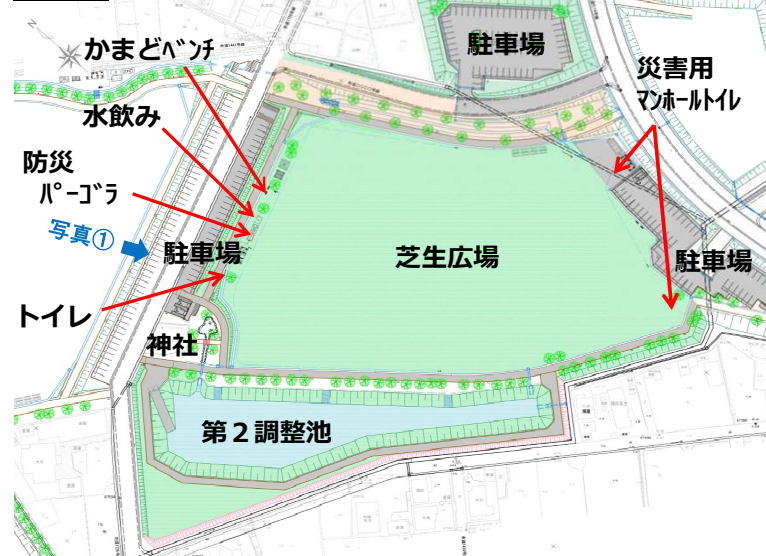 駐車場
かまどﾍﾞﾝﾁ
災害用
ﾏﾝﾎｰﾙﾄｲﾚ
水飲み
防災
ﾊﾟｰｺﾞﾗ
写真①
駐車場
芝生広場
駐車場
トイレ
神社
第２調整池